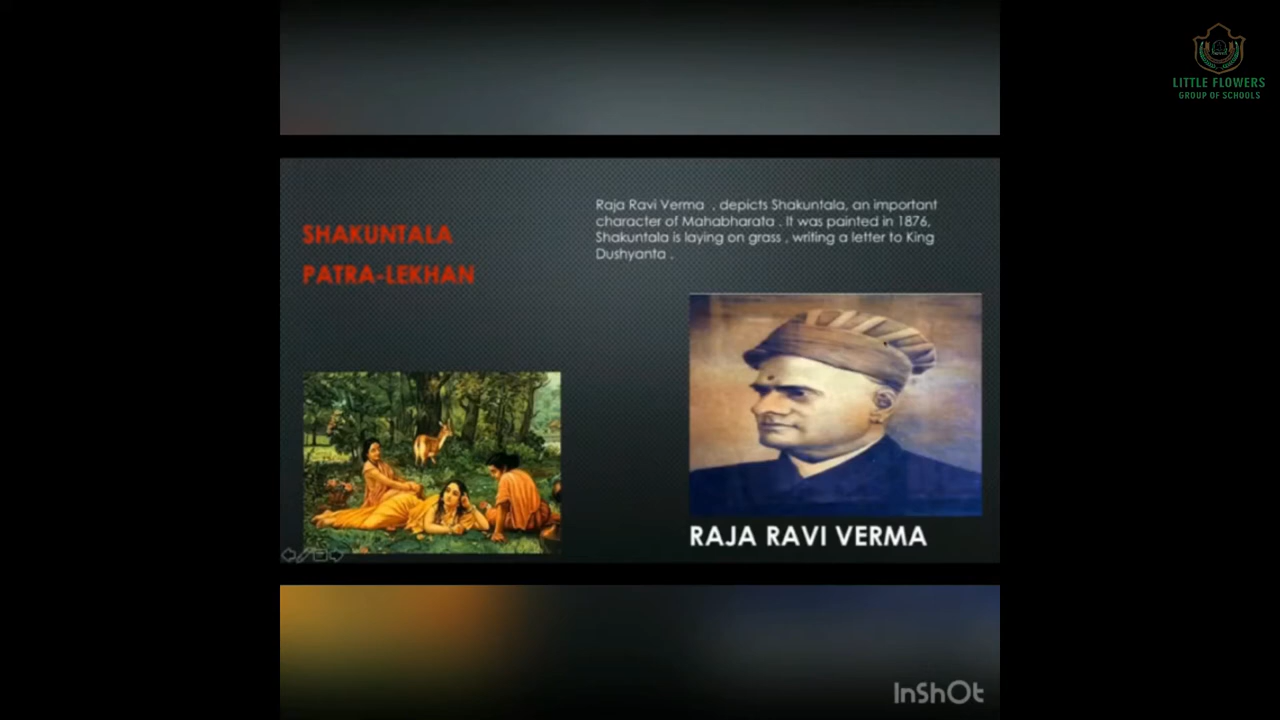 LITTLE FLOWERS
GROUP OF SCHOOLS
SHAKUNTALA
PATRA-LEKHAN
Raja Ravi Verma , depicts Shakuntala, an important
character of Mahabharata . It was painted in 1876,
Shakuntala is laying on grass , writing a letter to King
Dushyanta .
RAJA RAVI VERMA
InShOt